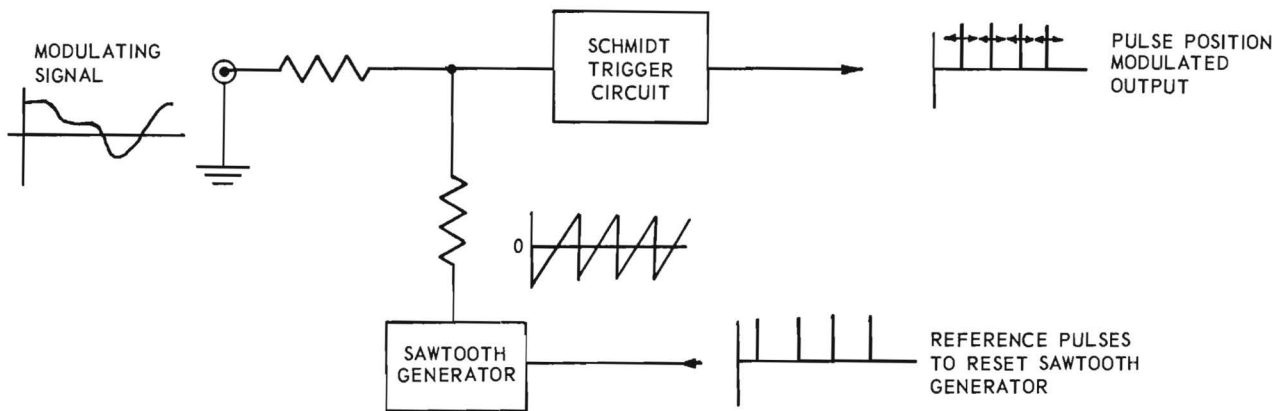 MODULATING
SIGNAL
SCHMIDT
TRIGGER
CIRCUIT
PULSE POSITION
MODULATED
OUTPUT
0
SAWTOOTH
GENERATOR
REFERENCE PULSES
TO RESET SAWTOOTH
GENERATOR